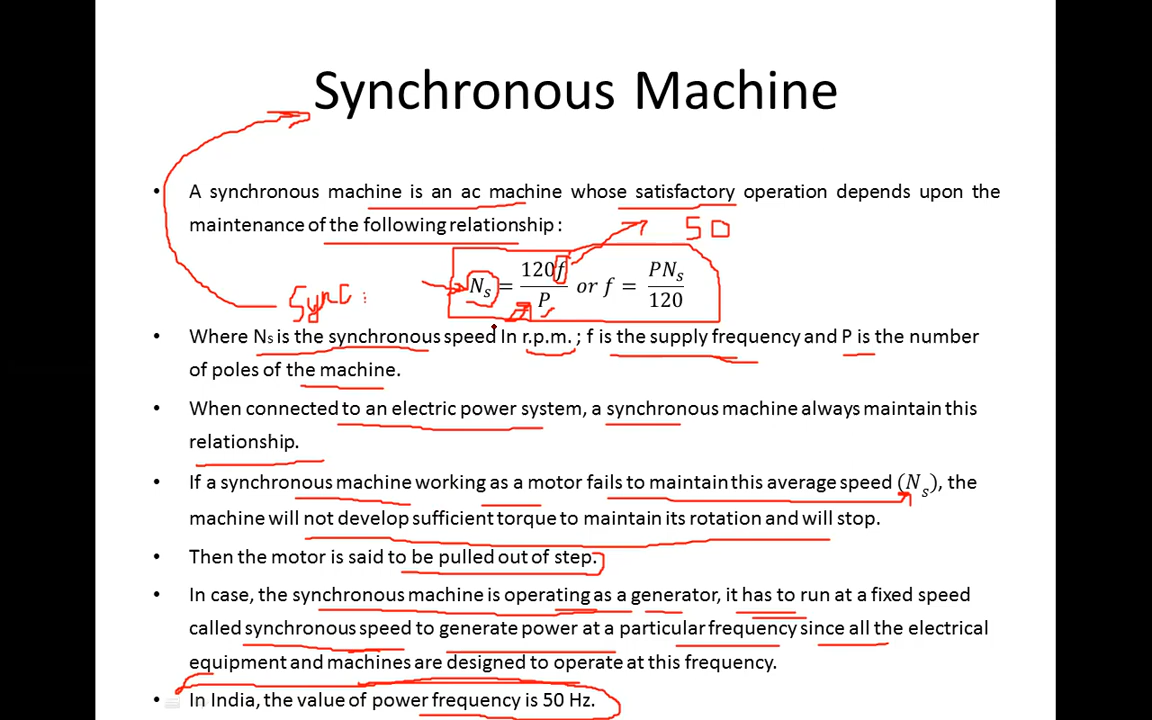 Synchronous Machine
• A synchronous machine is an ac machine whose satisfactory operation depends upon the
maintenance of the following relationship :
50
Sync :
Nₛ = 120f / P or f = PNₛ / 120
• Where Ns is the synchronous speed In r.p.m. ; f is the supply frequency and P is the number
of poles of the machine.
• When connected to an electric power system, a synchronous machine always maintain this
relationship.
• If a synchronous machine working as a motor fails to maintain this average speed (Nₛ), the
machine will not develop sufficient torque to maintain its rotation and will stop.
• Then the motor is said to be pulled out of step.
• In case, the synchronous machine is operating as a generator, it has to run at a fixed speed
called synchronous speed to generate power at a particular frequency since all the electrical
equipment and machines are designed to operate at this frequency.
• In India, the value of power frequency is 50 Hz.